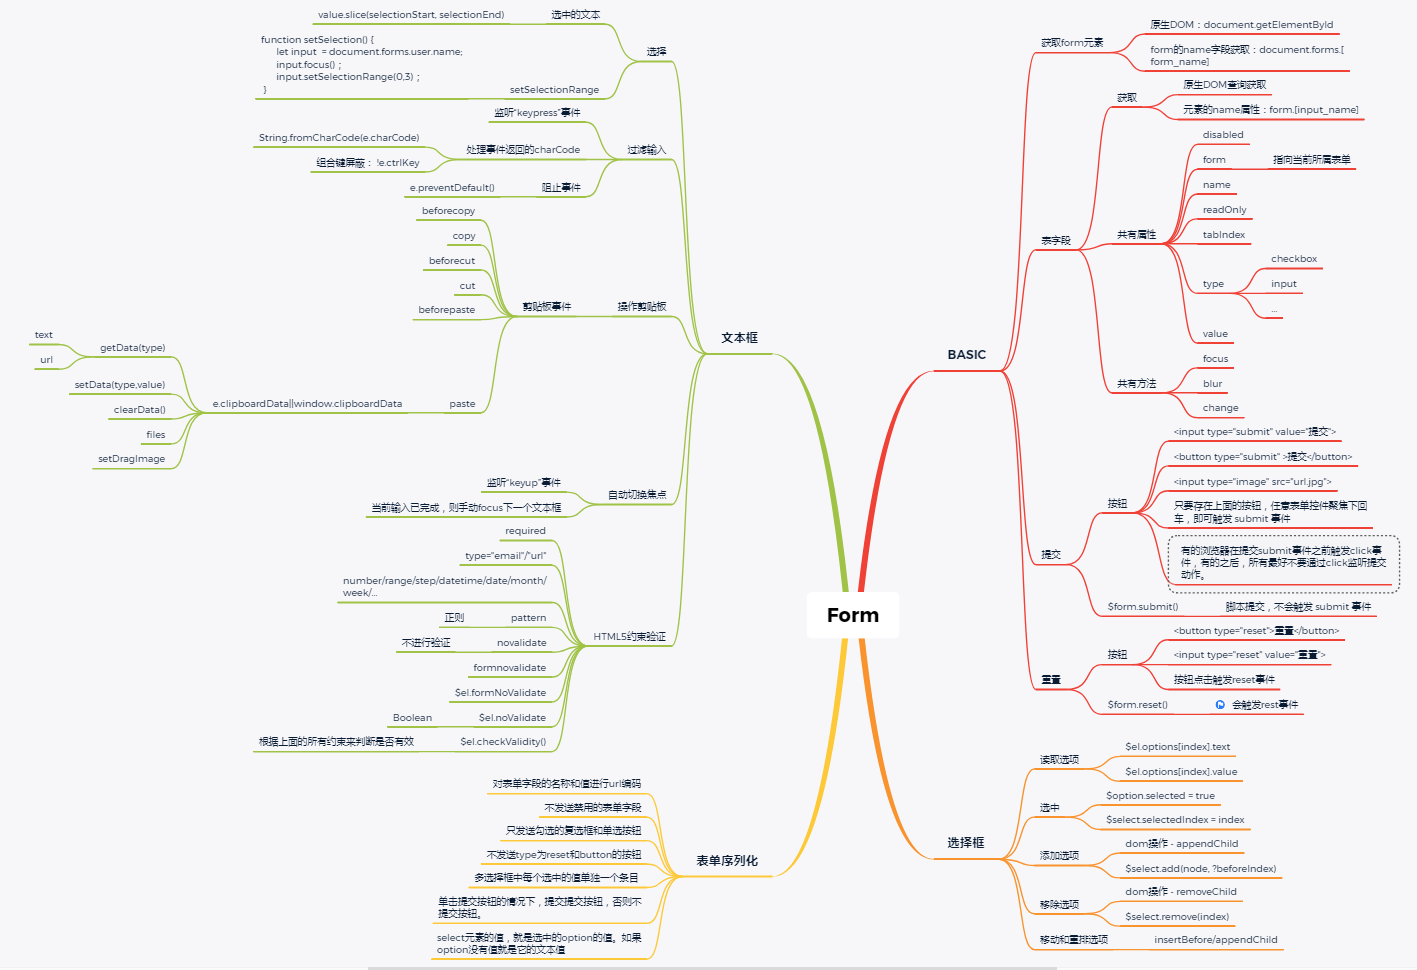 Form
BASIC
获取form元素
原生DOM：document.getElementById
form的name字段获取：document.forms.[
form_name]
表字段
获取
原生DOM查询获取
元素的name属性：form.[input_name]
共有属性
disabled
form
指向当前所属表单
name
readOnly
tabIndex
type
checkbox
input
...
value
共有方法
focus
blur
change
提交
按钮
<input type="submit" value="提交">
<button type="submit" >提交</button>
<input type="image" src="url.jpg">
只要存在上面的按钮，任意表单控件聚焦下回
车，即可触发 submit 事件
有的浏览器在提交submit事件之前触发click事
件，有的之后，所有最好不要通过click监听提交
动作。
$form.submit()
脚本提交，不会触发 submit 事件
重置
按钮
<button type="reset">重置</button>
<input type="reset" value="重置">
按钮点击触发reset事件
$form.reset()
会触发rest事件
选择框
读取选项
$el.options[index].text
$el.options[index].value
选中
$option.selected = true
$select.selectedIndex = index
添加选项
dom操作 - appendChild
$select.add(node, ?beforeIndex)
移除选项
dom操作 - removeChild
$select.remove(index)
移动和重排选项
insertBefore/appendChild
文本框
选择
选中的文本
value.slice(selectionStart, selectionEnd)
setSelectionRange
function setSelection() {
let input  = document.forms.user.name;
input.focus()；
input.setSelectionRange(0,3)；
}
过滤输入
监听"keypress"事件
处理事件返回的charCode
String.fromCharCode(e.charCode)
组合键屏蔽： !e.ctrlKey
阻止事件
e.preventDefault()
操作剪贴板
剪贴板事件
beforecopy
copy
beforecut
cut
beforepaste
paste
e.clipboardData||window.clipboardData
getData(type)
text
url
setData(type,value)
clearData()
files
setDragImage
自动切换焦点
监听"keyup"事件
当前输入已完成，则手动focus下一个文本框
HTML5约束验证
required
type="email"/"url"
number/range/step/datetime/date/month/
week/...
pattern
正则
novalidate
不进行验证
formnovalidate
$el.formNoValidate
$el.noValidate
Boolean
$el.checkValidity()
根据上面的所有约束来判断是否有效
表单序列化
对表单字段的名称和值进行url编码
不发送禁用的表单字段
只发送勾选的复选框和单选按钮
不发送type为reset和button的按钮
多选择框中每个选中的值单独一个条目
单击提交按钮的情况下，提交提交按钮，否则不
提交按钮。
select元素的值，就是选中的option的值。如果
option没有值就是它的文本值